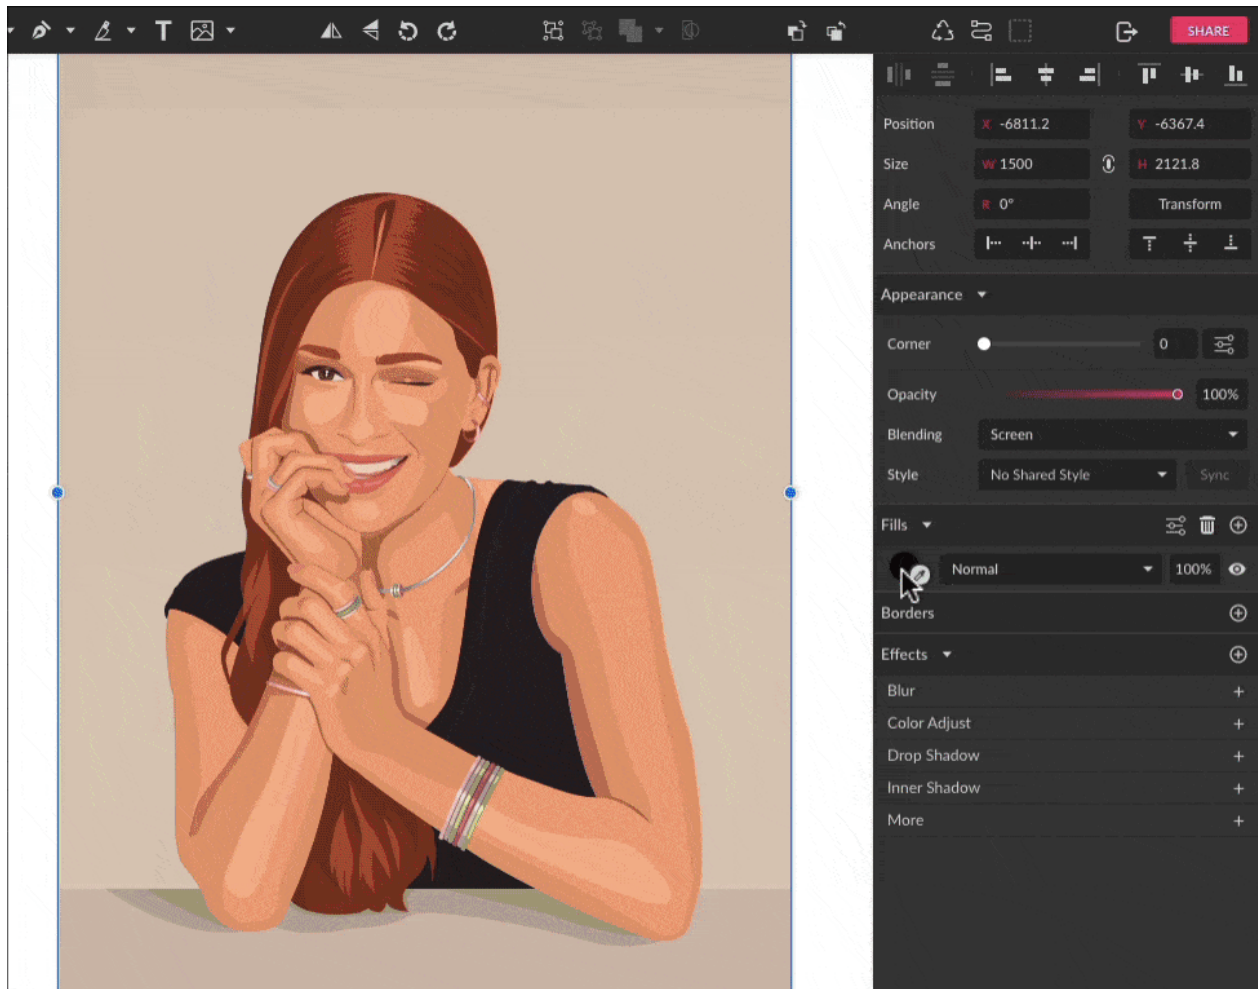 T SHARE
Position X -6811.2 Y -6367.4
Size W 1500 H 2121.8
Angle R 0° Transform
Anchors
Appearance
Corner 0
Opacity 100%
Blending Screen
Style No Shared Style Sync
Fills
Normal 100%
Borders
Effects
Blur
Color Adjust
Drop Shadow
Inner Shadow
More